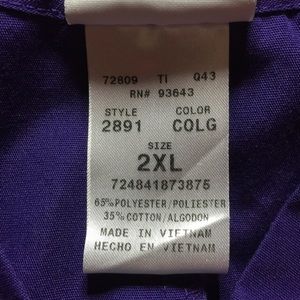 72809 TI Q43
RN# 93643
STYLE COLOR
2891 COLG
SIZE
2XL
724841873875
65% POLYESTER/POLIESTER
35% COTTON/ALGODON
MADE IN VIETNAM
HECHO EN VIETNAM